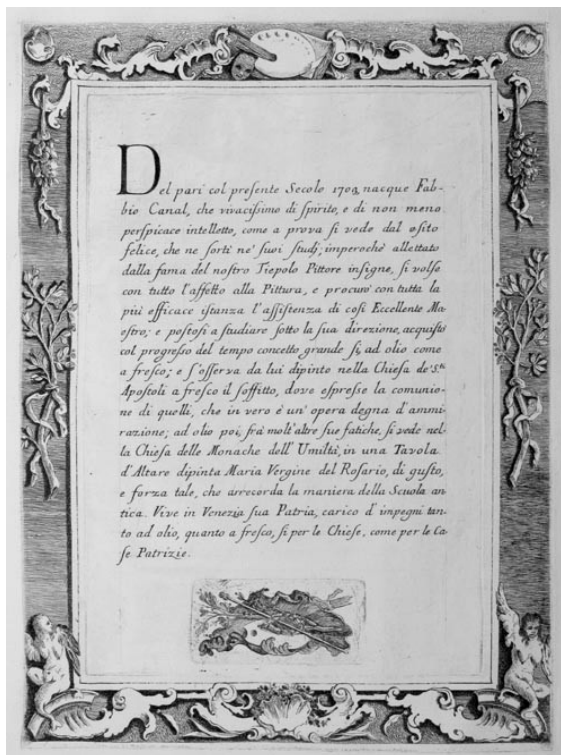 Del pari col preſente Secolo 1703, nacque Fab-
bio Canal, che vivaciſsimo di ſpirito, e di non meno
perſpicace intelletto, come a prova ſi vede dal eſito
felice, che ne ſortì ne' ſuoi ſtudj; imperochè allettato
dalla fama del noſtro Tiepolo Pittore inſigne, ſi volſe
con tutto l'affetto alla Pittura, e procurò con tutta la
più efficace iſtanza l'aſſiſtenza di coſì Eccellente Ma
eſtro; e poſtoſi a ſtudiare ſotto la ſua direzione, acquiſtò
col progreſſo del tempo concetto grande ſì, ad olio come
a freſco; e ſ'oſſerva da lui dipinto nella Chieſa de' S.ti
Apoſtoli a freſco il ſoffitto, dove eſpreſſe la comunio-
ne di quelli, che in vero è un' opera degna d'ammi
razione; ad olio poi, frà molt'altre ſue fatiche, ſi vede nel-
la Chieſa delle Monache dell' Umiltà, in una Tavola
d'Altare dipinta Maria Vergine del Roſario, di guſto,
e forza tale, che arrecorda la maniera della Scuola an
tica. Vive in Venezia ſua Patria, carico d' impegni tan-
to ad olio, quanto a freſco, ſì per le Chieſe, come per le Ca
ſe Patrizie.